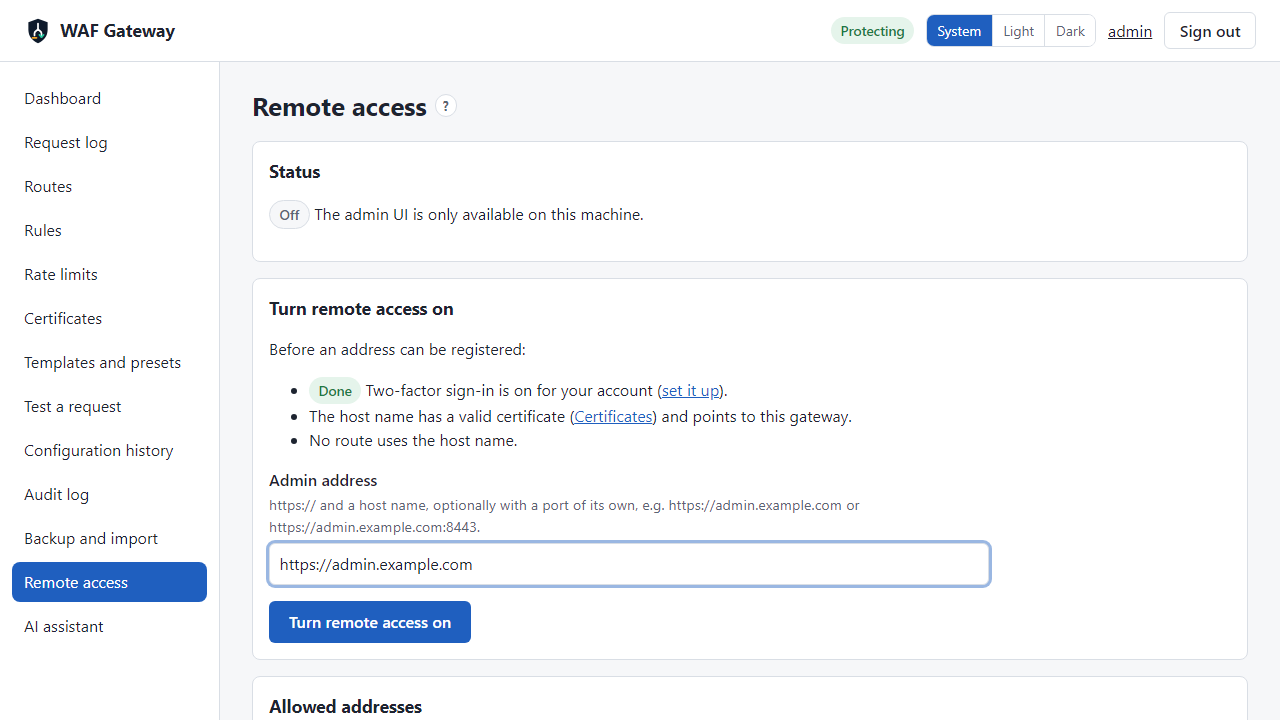 WAF Gateway
Protecting
System
Light
Dark
admin
Sign out
Dashboard
Request log
Routes
Rules
Rate limits
Certificates
Templates and presets
Test a request
Configuration history
Audit log
Backup and import
Remote access
AI assistant
Remote access ?
Status
Off The admin UI is only available on this machine.
Turn remote access on
Before an address can be registered:
Done Two-factor sign-in is on for your account (set it up).
The host name has a valid certificate (Certificates) and points to this gateway.
No route uses the host name.
Admin address
https:// and a host name, optionally with a port of its own, e.g. https://admin.example.com or
https://admin.example.com:8443.
https://admin.example.com
Turn remote access on
Allowed addresses